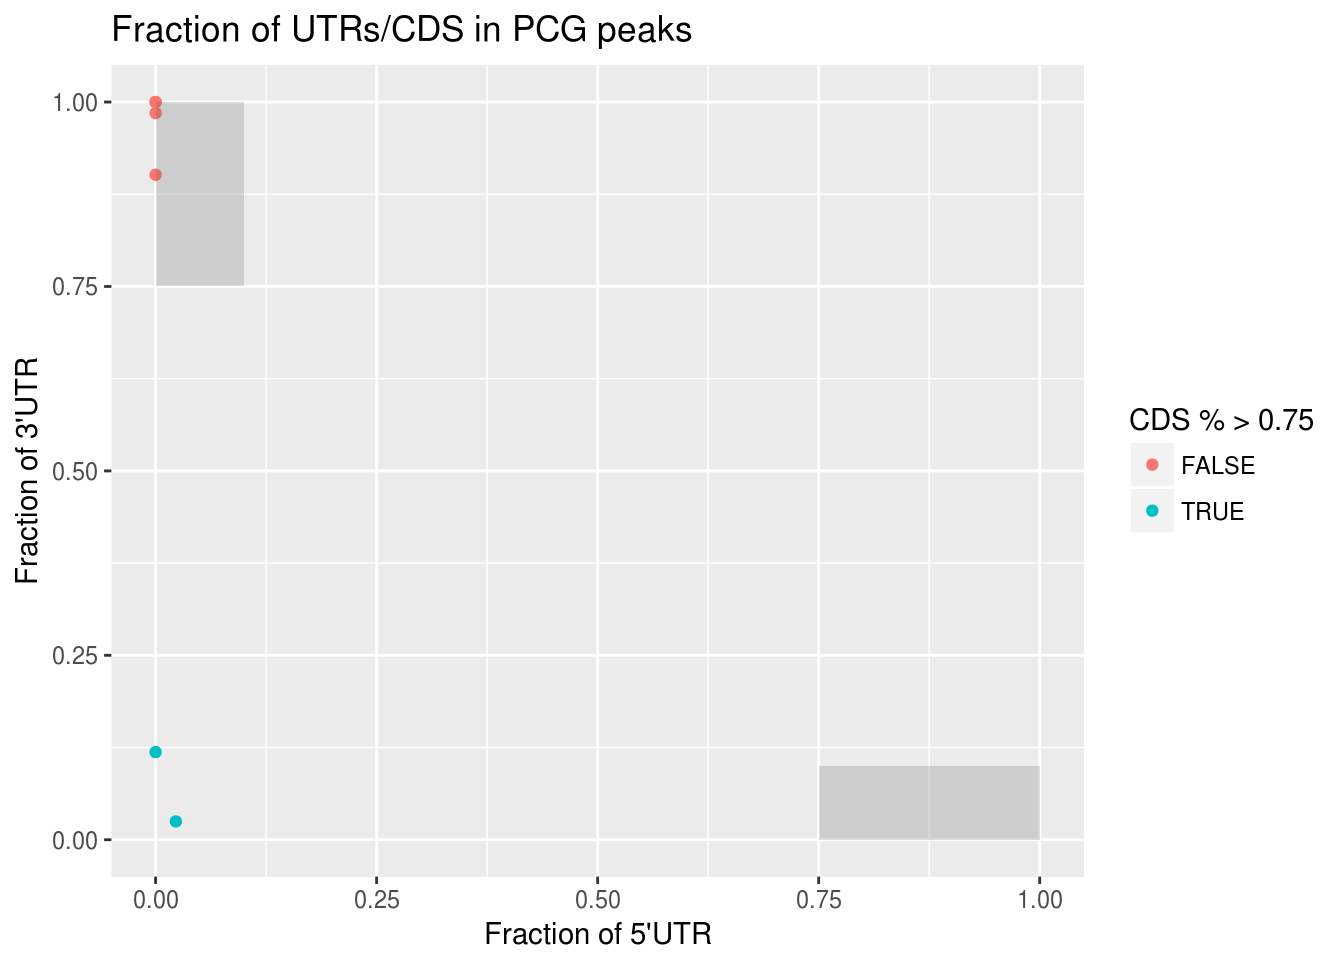 Fraction of UTRs/CDS in PCG peaks
Fraction of 3'UTR
1.00
0.75
0.50
0.25
0.00
0.00 0.25 0.50 0.75 1.00
Fraction of 5'UTR
CDS % > 0.75
FALSE
TRUE